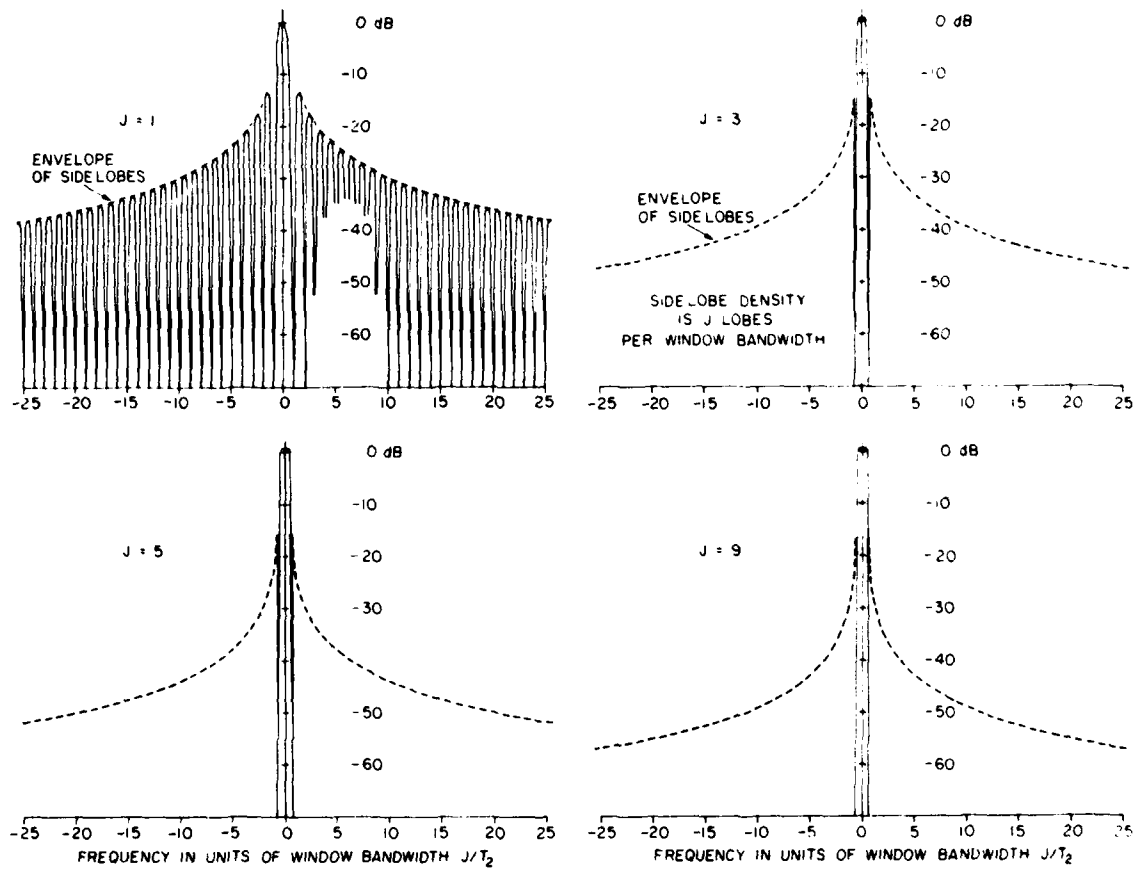 0 dB
-10
-20
-30
-40
-50
-60
J = 1
ENVELOPE
OF SIDELOBES
-25 -20 -15 -10 -5 0 5 10 15 20 25
0 dB
-10
-20
-30
-40
-50
-60
J = 3
ENVELOPE
OF SIDELOBES
SIDELOBE DENSITY
IS J LOBES
PER WINDOW BANDWIDTH
-25 -20 -15 -10 -5 0 5 10 15 20 25
0 dB
-10
-20
-30
-40
-50
-60
J = 5
-25 -20 -15 -10 -5 0 5 10 15 20 25
FREQUENCY IN UNITS OF WINDOW BANDWIDTH J/T₂
0 dB
-10
-20
-30
-40
-50
-60
J = 9
-25 -20 -15 -10 -5 0 5 10 15 20 25
FREQUENCY IN UNITS OF WINDOW BANDWIDTH J/T₂